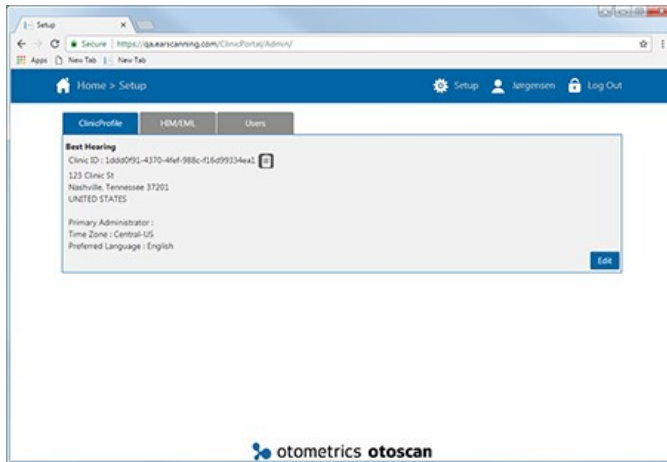 Setup
Secure | https://qa.earscanning.com/ClinicPortal/Admin/
Apps New Tab New Tab
Home > Setup Setup Jørgensen Log Out
ClinicProfile HIM/EML Users
Best Hearing
Clinic ID : 1ddd0f91-4370-4fef-988c-f16d99334ea1
123 Clinic St
Nashville, Tennessee 37201
UNITED STATES
Primary Administrator :
Time Zone : Central-US
Preferred Language : English
Edit
otometrics otoscan